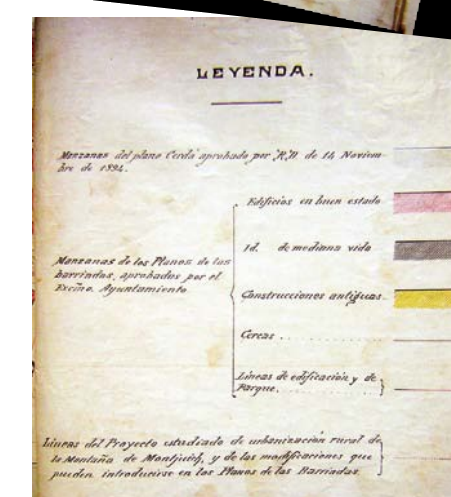 LEYENDA.
Manzanas del plano Cerdá aprobado por R.D. de 14 Noviem-
bre de 1894.
Edificios en buen estado
Id. de mediana vida
Manzanas de los Planos de las
barriadas, aprobados por el
Excmo. Ayuntamiento
Construcciones antiguas.
Cercas . . . . . . . . . .
Líneas de edificación y de
Parque.
Lineas del Proyecto estudiado de urbanización rural de
la Montaña de Montjuich, y de las modificaciones que
pueden introducirse en los Planos de las Barriadas.